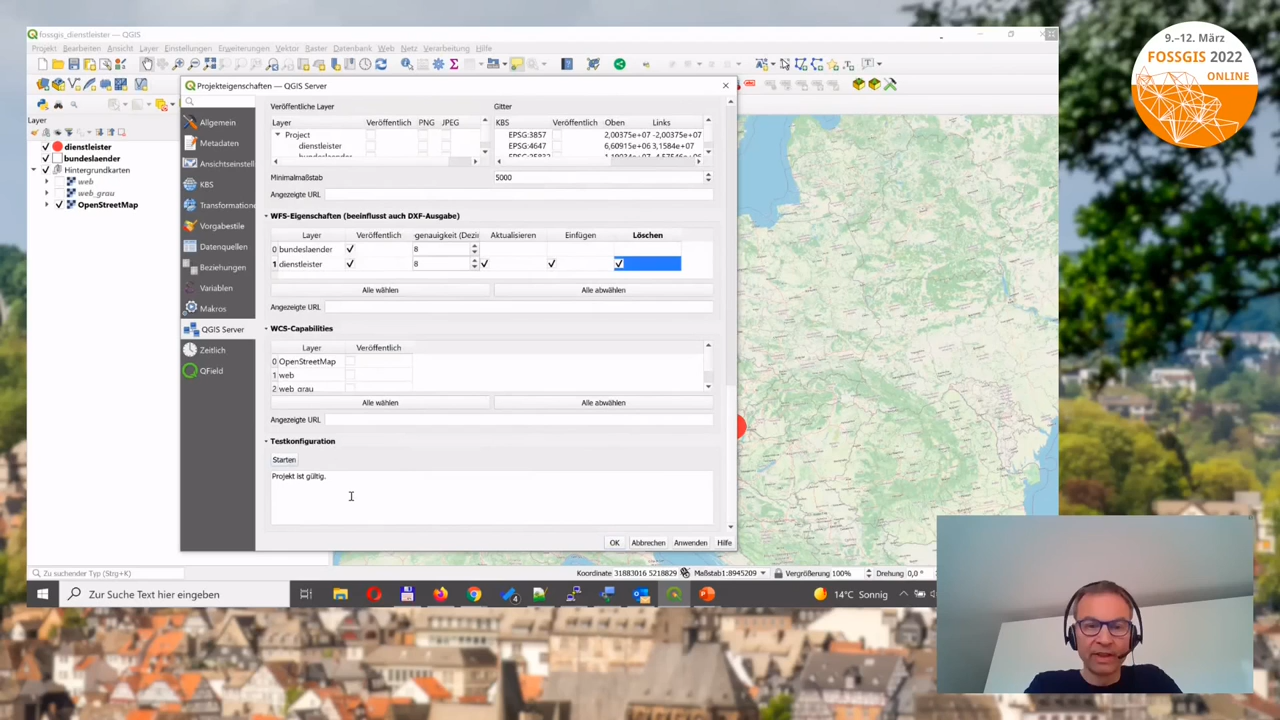 fossgis_dienstleister — QGIS
Projekt Bearbeiten Ansicht Layer Einstellungen Erweiterungen Vektor Raster Datenbank Web Netz Verarbeitung Hilfe
9.–12. März
FOSSGIS 2022
ONLINE
Projekteigenschaften — QGIS Server
Layer
dienstleister
bundeslaender
Hintergrundkarten
web
web_grau
OpenStreetMap
Allgemein
Metadaten
Ansichtseinstell
KBS
Transformation
Vorgabestile
Datenquellen
Beziehungen
Variablen
Makros
QGIS Server
Zeitlich
QField
Veröffentliche Layer
Gitter
Layer Veröffentlich PNG JPEG
KBS Veröffentlich Oben Links
Project
EPSG:3857 2,00375e+07 -2,00375e+07
dienstleister
EPSG:4647 6,60915e+06 3,1584e+07
Minimalmaßstab 5000
Angezeigte URL
WFS-Eigenschaften (beeinflusst auch DXF-Ausgabe)
Layer Veröffentlich genauigkeit (Dezi Aktualisieren Einfügen Löschen
0 bundeslaender 8
1 dienstleister 8
Alle wählen Alle abwählen
Angezeigte URL
WCS-Capabilities
Layer Veröffentlich
0 OpenStreetMap
1 web
2 web_grau
Alle wählen Alle abwählen
Angezeigte URL
Testkonfiguration
Starten
Projekt ist gültig.
OK Abbrechen Anwenden Hilfe
Zu suchender Typ (Strg+K)
Koordinate 31883016 5218829 Maßstab 1:8945209 Vergrößerung 100% Drehung 0,0 °
Zur Suche Text hier eingeben
14°C Sonnig